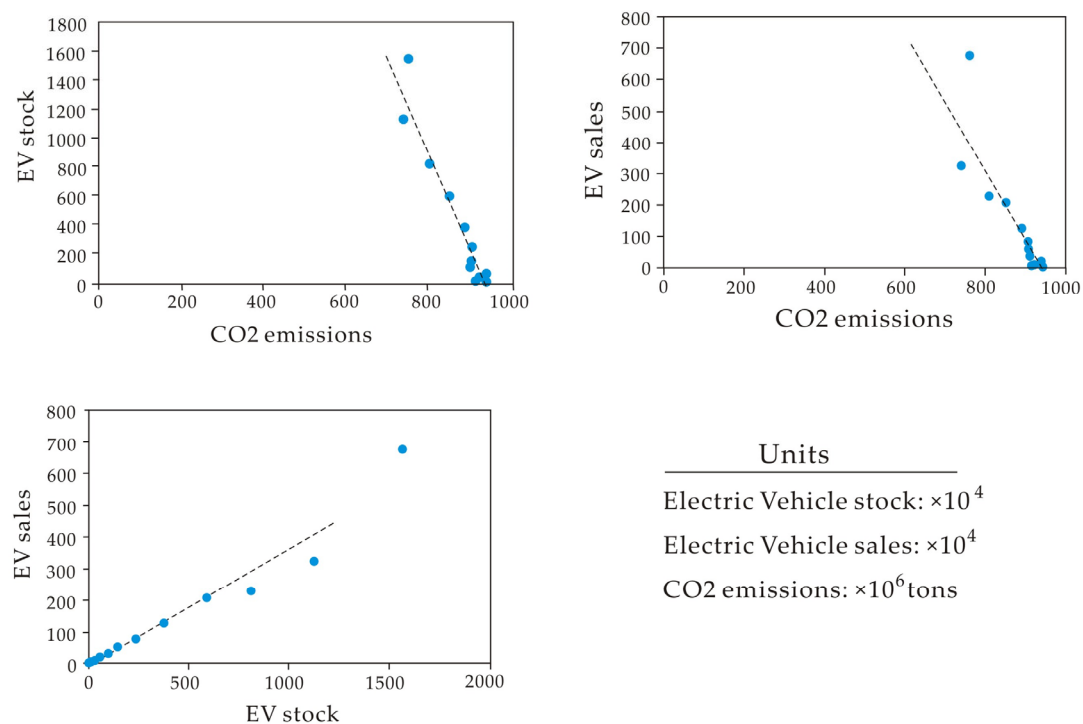 1800
1600
1400
1200
1000
800
600
400
200
0
EV stock
0 200 400 600 800 1000
CO2 emissions
800
700
600
500
400
300
200
100
0
EV sales
0 200 400 600 800 1000
CO2 emissions
800
700
600
500
400
300
200
100
0
EV sales
0 500 1000 1500 2000
EV stock
Units
Electric Vehicle stock: ×10⁴
Electric Vehicle sales: ×10⁴
CO2 emissions: ×10⁶ tons